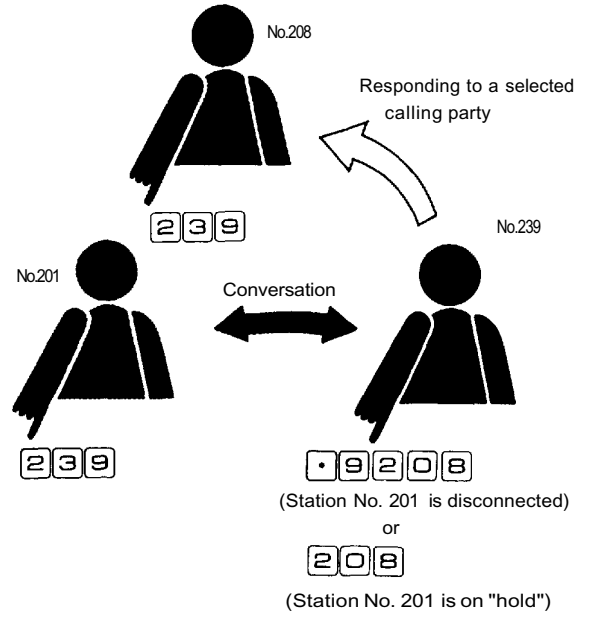 No.208
Responding to a selected
calling party
239
No.239
No.201
Conversation
239
•9208
(Station No. 201 is disconnected)
or
208
(Station No. 201 is on "hold")